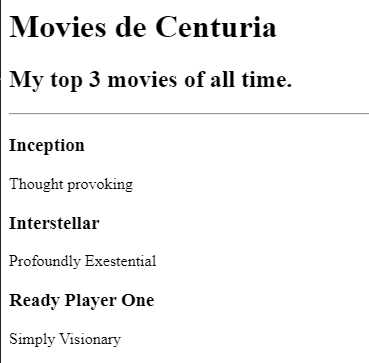 Movies de Centuria
My top 3 movies of all time.
Inception
Thought provoking
Interstellar
Profoundly Exestential
Ready Player One
Simply Visionary